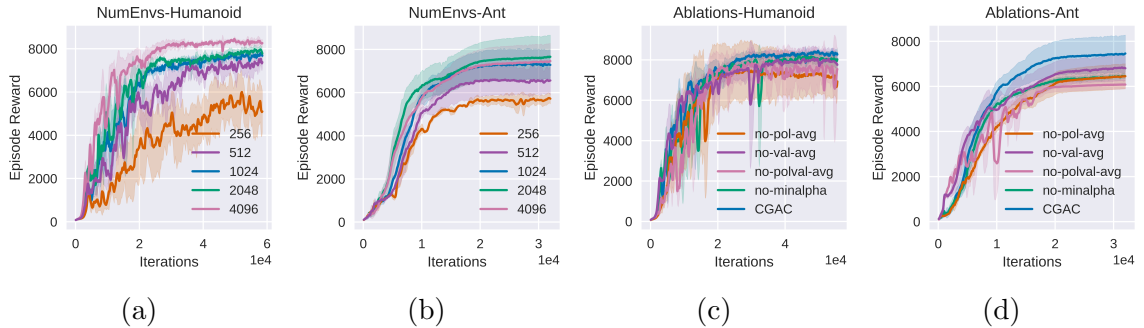 NumEnvs-Humanoid
Episode Reward
8000
6000
4000
2000
0
256
512
1024
2048
4096
0 2 4 6
1e4
Iterations
(a)
NumEnvs-Ant
Episode Reward
8000
6000
4000
2000
0
256
512
1024
2048
4096
0 1 2 3
1e4
Iterations
(b)
Ablations-Humanoid
Episode Reward
8000
6000
4000
2000
0
no-pol-avg
no-val-avg
no-polval-avg
no-minalpha
CGAC
0 2 4
1e4
Iterations
(c)
Ablations-Ant
Episode Reward
8000
6000
4000
2000
0
no-pol-avg
no-val-avg
no-polval-avg
no-minalpha
CGAC
0 1 2 3
1e4
Iterations
(d)